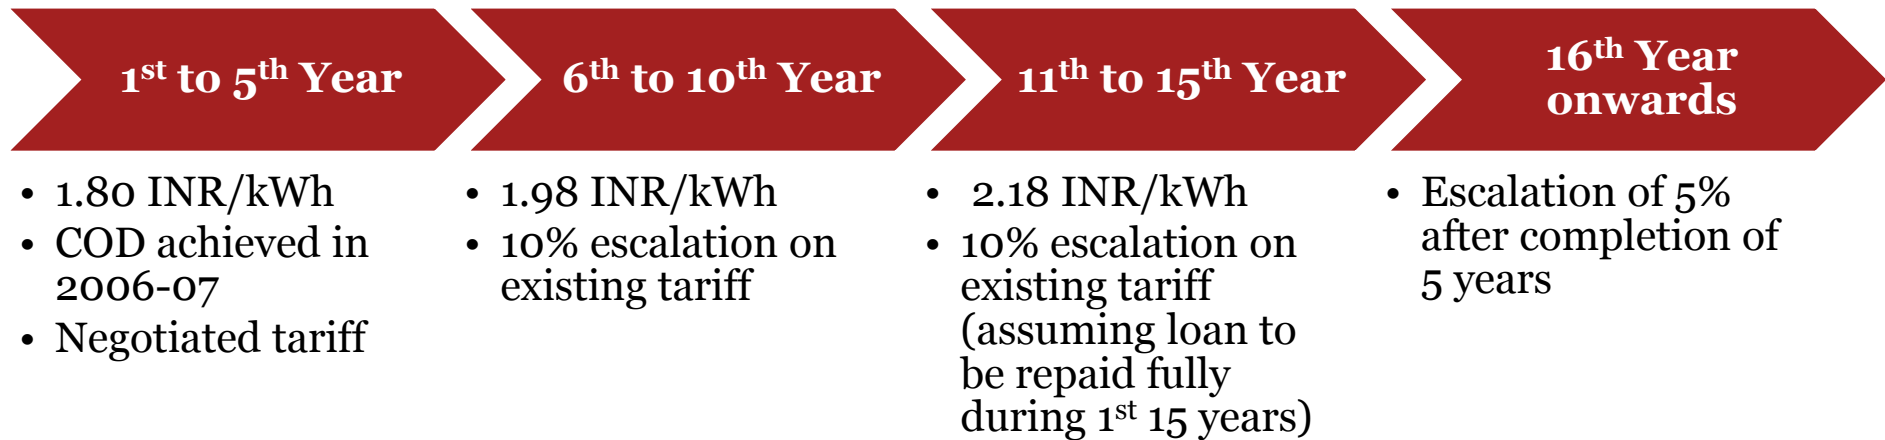 1st to 5th Year
• 1.80 INR/kWh
• COD achieved in
2006-07
• Negotiated tariff
6th to 10th Year
• 1.98 INR/kWh
• 10% escalation on
existing tariff
11th to 15th Year
• 2.18 INR/kWh
• 10% escalation on
existing tariff
(assuming loan to
be repaid fully
during 1st 15 years)
16th Year
onwards
• Escalation of 5%
after completion of
5 years